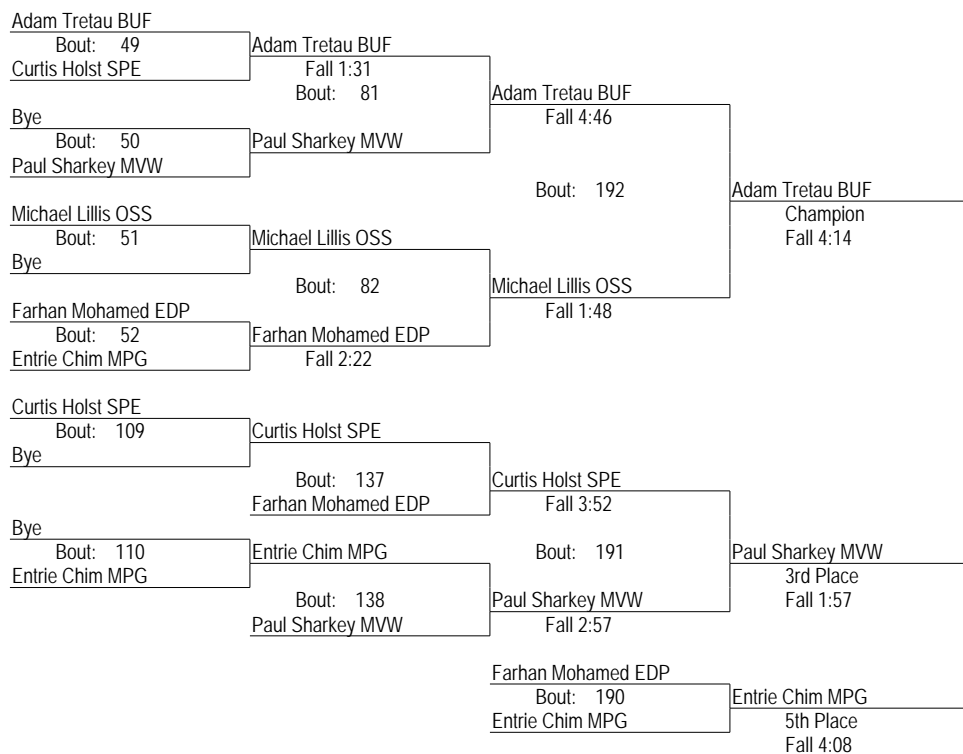 Adam Tretau BUF
Bout: 49
Curtis Holst SPE
Adam Tretau BUF
Fall 1:31
Bout: 81
Adam Tretau BUF
Fall 4:46
Bye
Bout: 50
Paul Sharkey MVW
Paul Sharkey MVW
Bout: 192
Adam Tretau BUF
Champion
Fall 4:14
Michael Lillis OSS
Bout: 51
Bye
Michael Lillis OSS
Bout: 82
Michael Lillis OSS
Fall 1:48
Farhan Mohamed EDP
Bout: 52
Entrie Chim MPG
Farhan Mohamed EDP
Fall 2:22
Curtis Holst SPE
Bout: 109
Bye
Curtis Holst SPE
Bout: 137
Farhan Mohamed EDP
Curtis Holst SPE
Fall 3:52
Bye
Bout: 110
Entrie Chim MPG
Entrie Chim MPG
Bout: 138
Paul Sharkey MVW
Bout: 191
Paul Sharkey MVW
Fall 2:57
Paul Sharkey MVW
3rd Place
Fall 1:57
Farhan Mohamed EDP
Bout: 190
Entrie Chim MPG
Entrie Chim MPG
5th Place
Fall 4:08